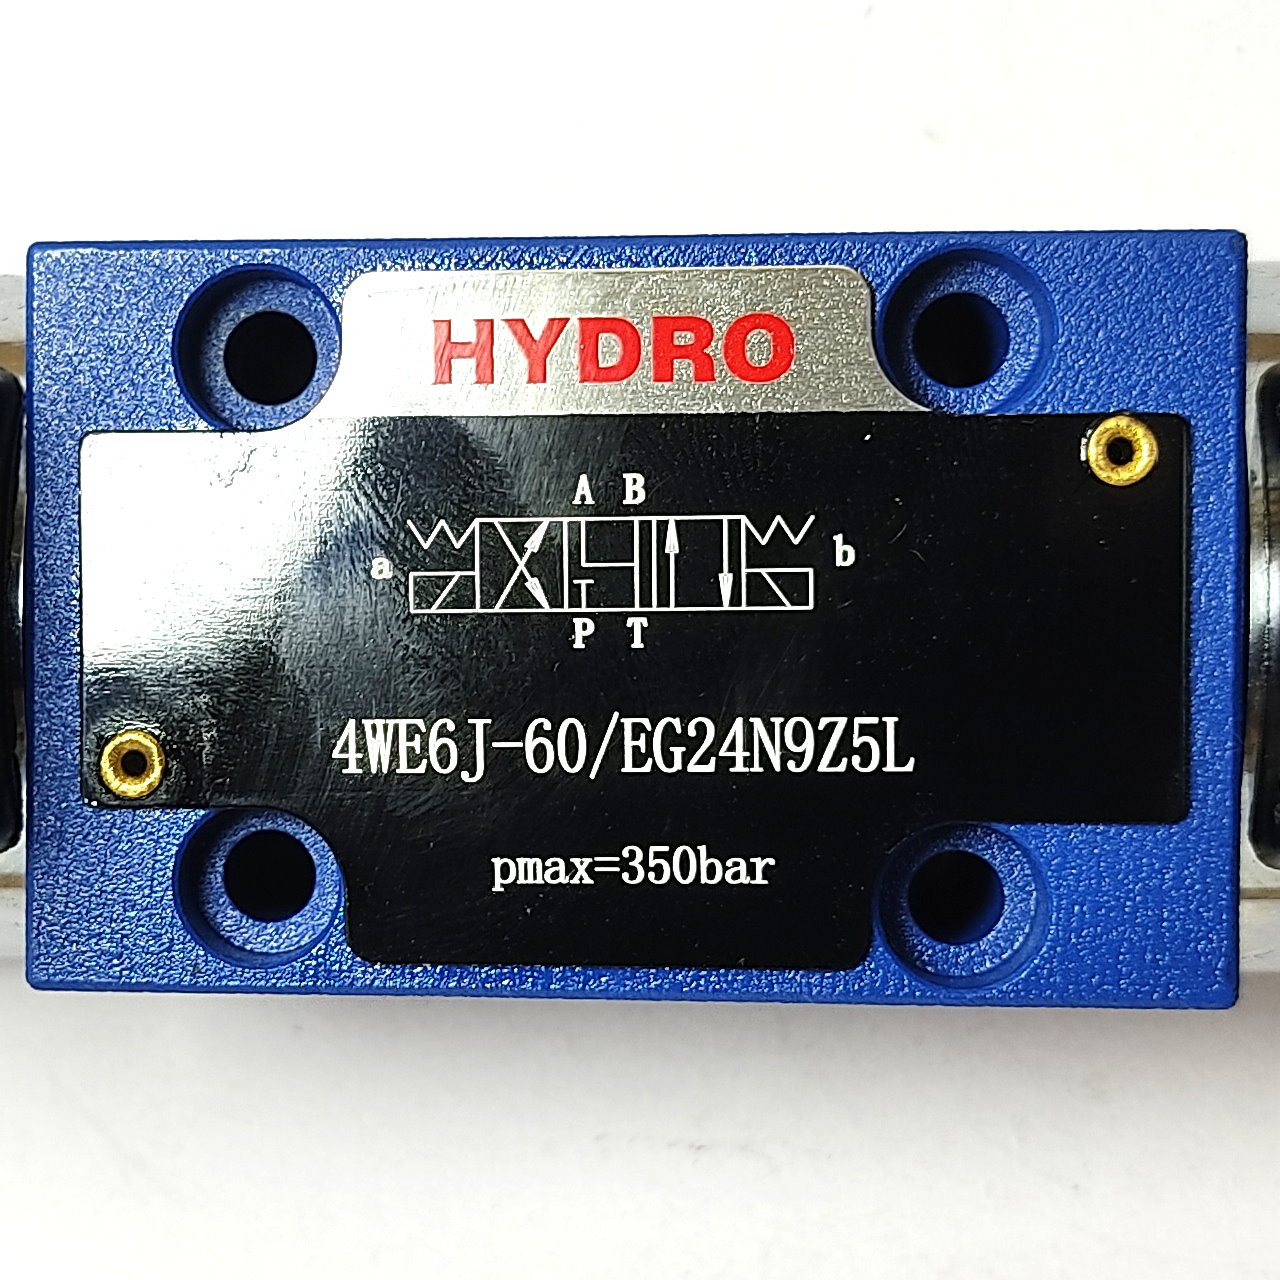 HYDRO
A B
a b
P T
4WE6J-60/EG24N9Z5L
pmax=350bar